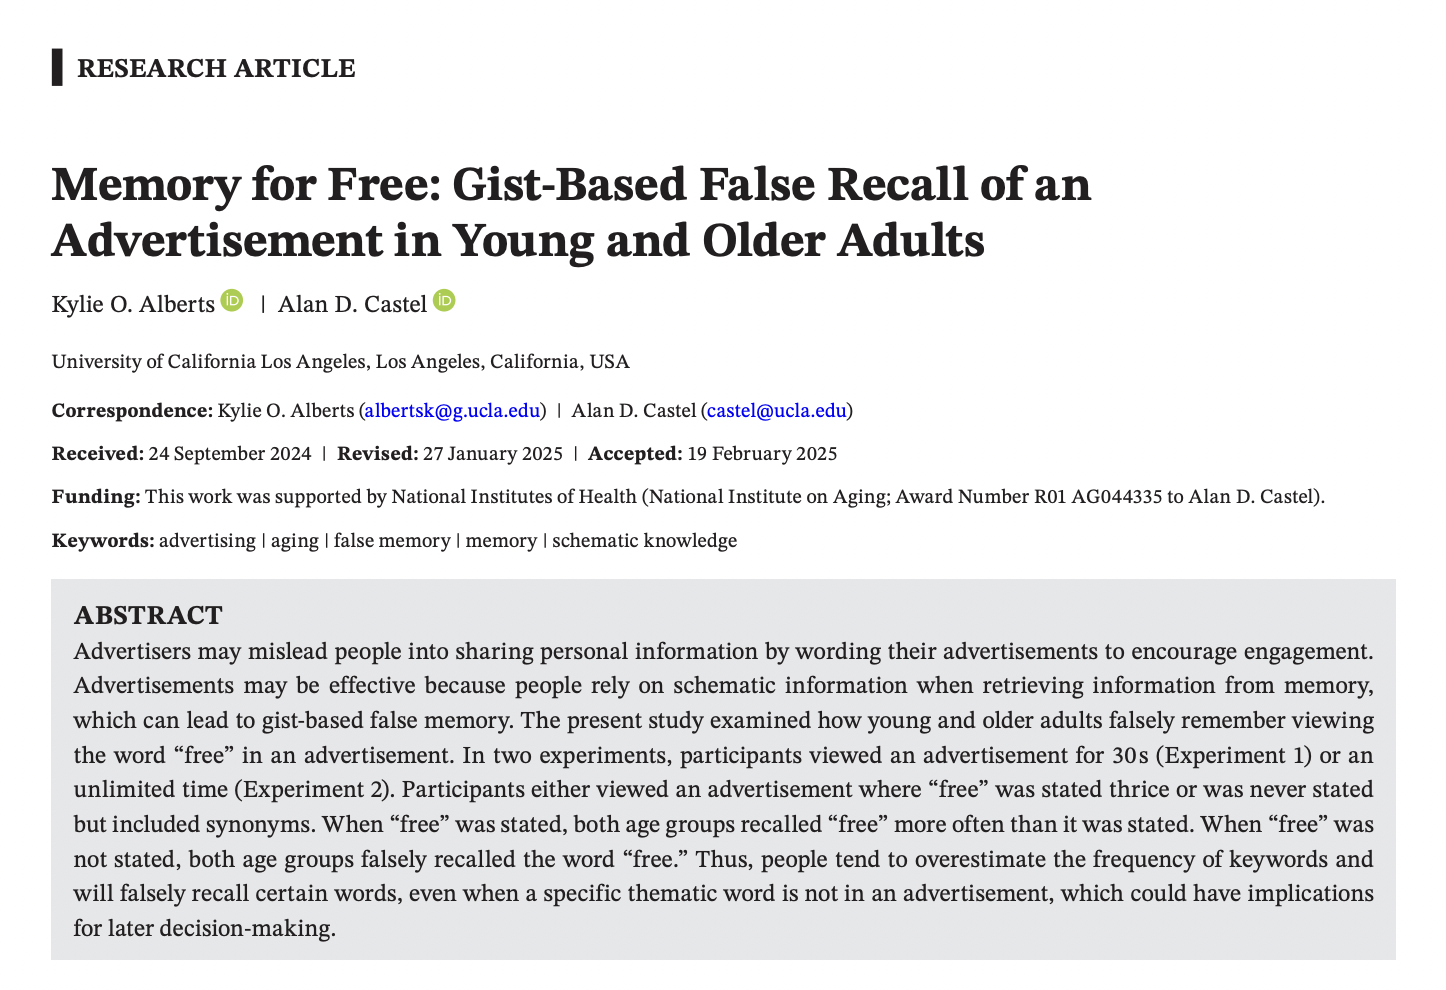 RESEARCH ARTICLE
Memory for Free: Gist-Based False Recall of an
Advertisement in Young and Older Adults
Kylie O. Alberts iD | Alan D. Castel iD
University of California Los Angeles, Los Angeles, California, USA
Correspondence: Kylie O. Alberts (albertsk@g.ucla.edu) | Alan D. Castel (castel@ucla.edu)
Received: 24 September 2024 | Revised: 27 January 2025 | Accepted: 19 February 2025
Funding: This work was supported by National Institutes of Health (National Institute on Aging; Award Number R01 AG044335 to Alan D. Castel).
Keywords: advertising | aging | false memory | memory | schematic knowledge
ABSTRACT
Advertisers may mislead people into sharing personal information by wording their advertisements to encourage engagement.
Advertisements may be effective because people rely on schematic information when retrieving information from memory,
which can lead to gist-based false memory. The present study examined how young and older adults falsely remember viewing
the word “free” in an advertisement. In two experiments, participants viewed an advertisement for 30 s (Experiment 1) or an
unlimited time (Experiment 2). Participants either viewed an advertisement where “free” was stated thrice or was never stated
but included synonyms. When “free” was stated, both age groups recalled “free” more often than it was stated. When “free” was
not stated, both age groups falsely recalled the word “free.” Thus, people tend to overestimate the frequency of keywords and
will falsely recall certain words, even when a specific thematic word is not in an advertisement, which could have implications
for later decision-making.